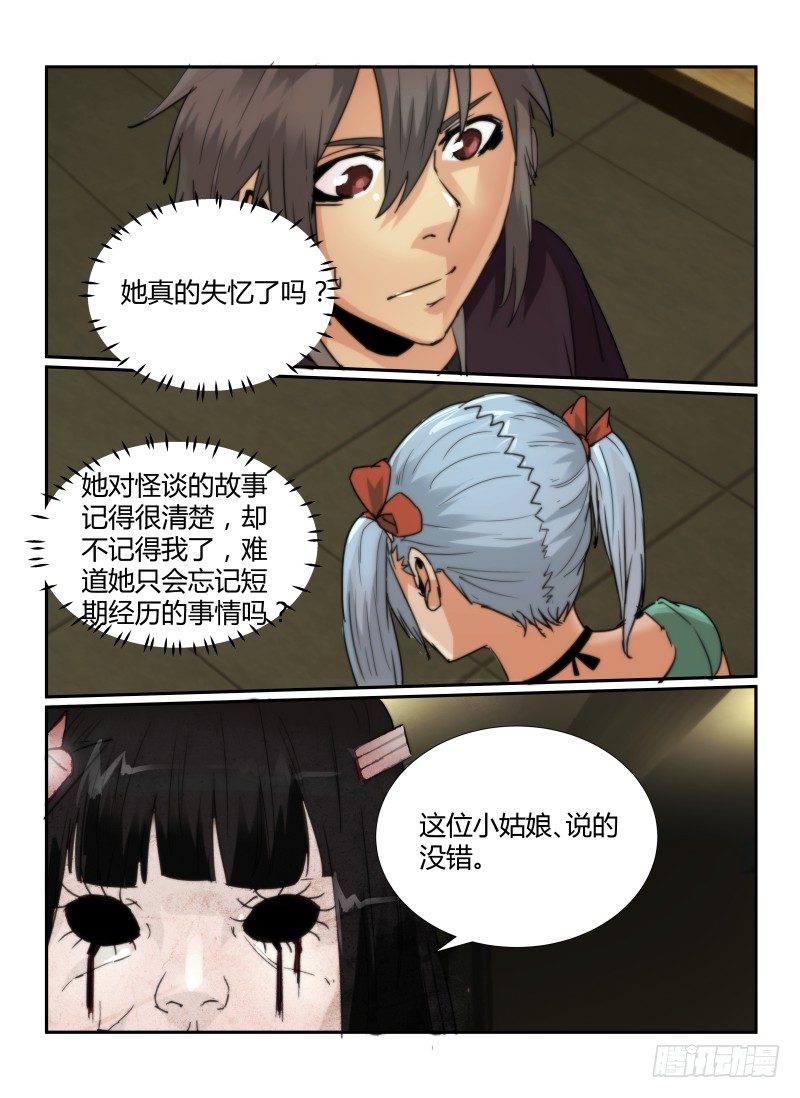 她真的失忆了吗？
她对怪谈的故事
记得很清楚，却
不记得我了，难
道她只会忘记短
期经历的事情吗？
这位小姑娘、说的
没错。
腾讯动漫